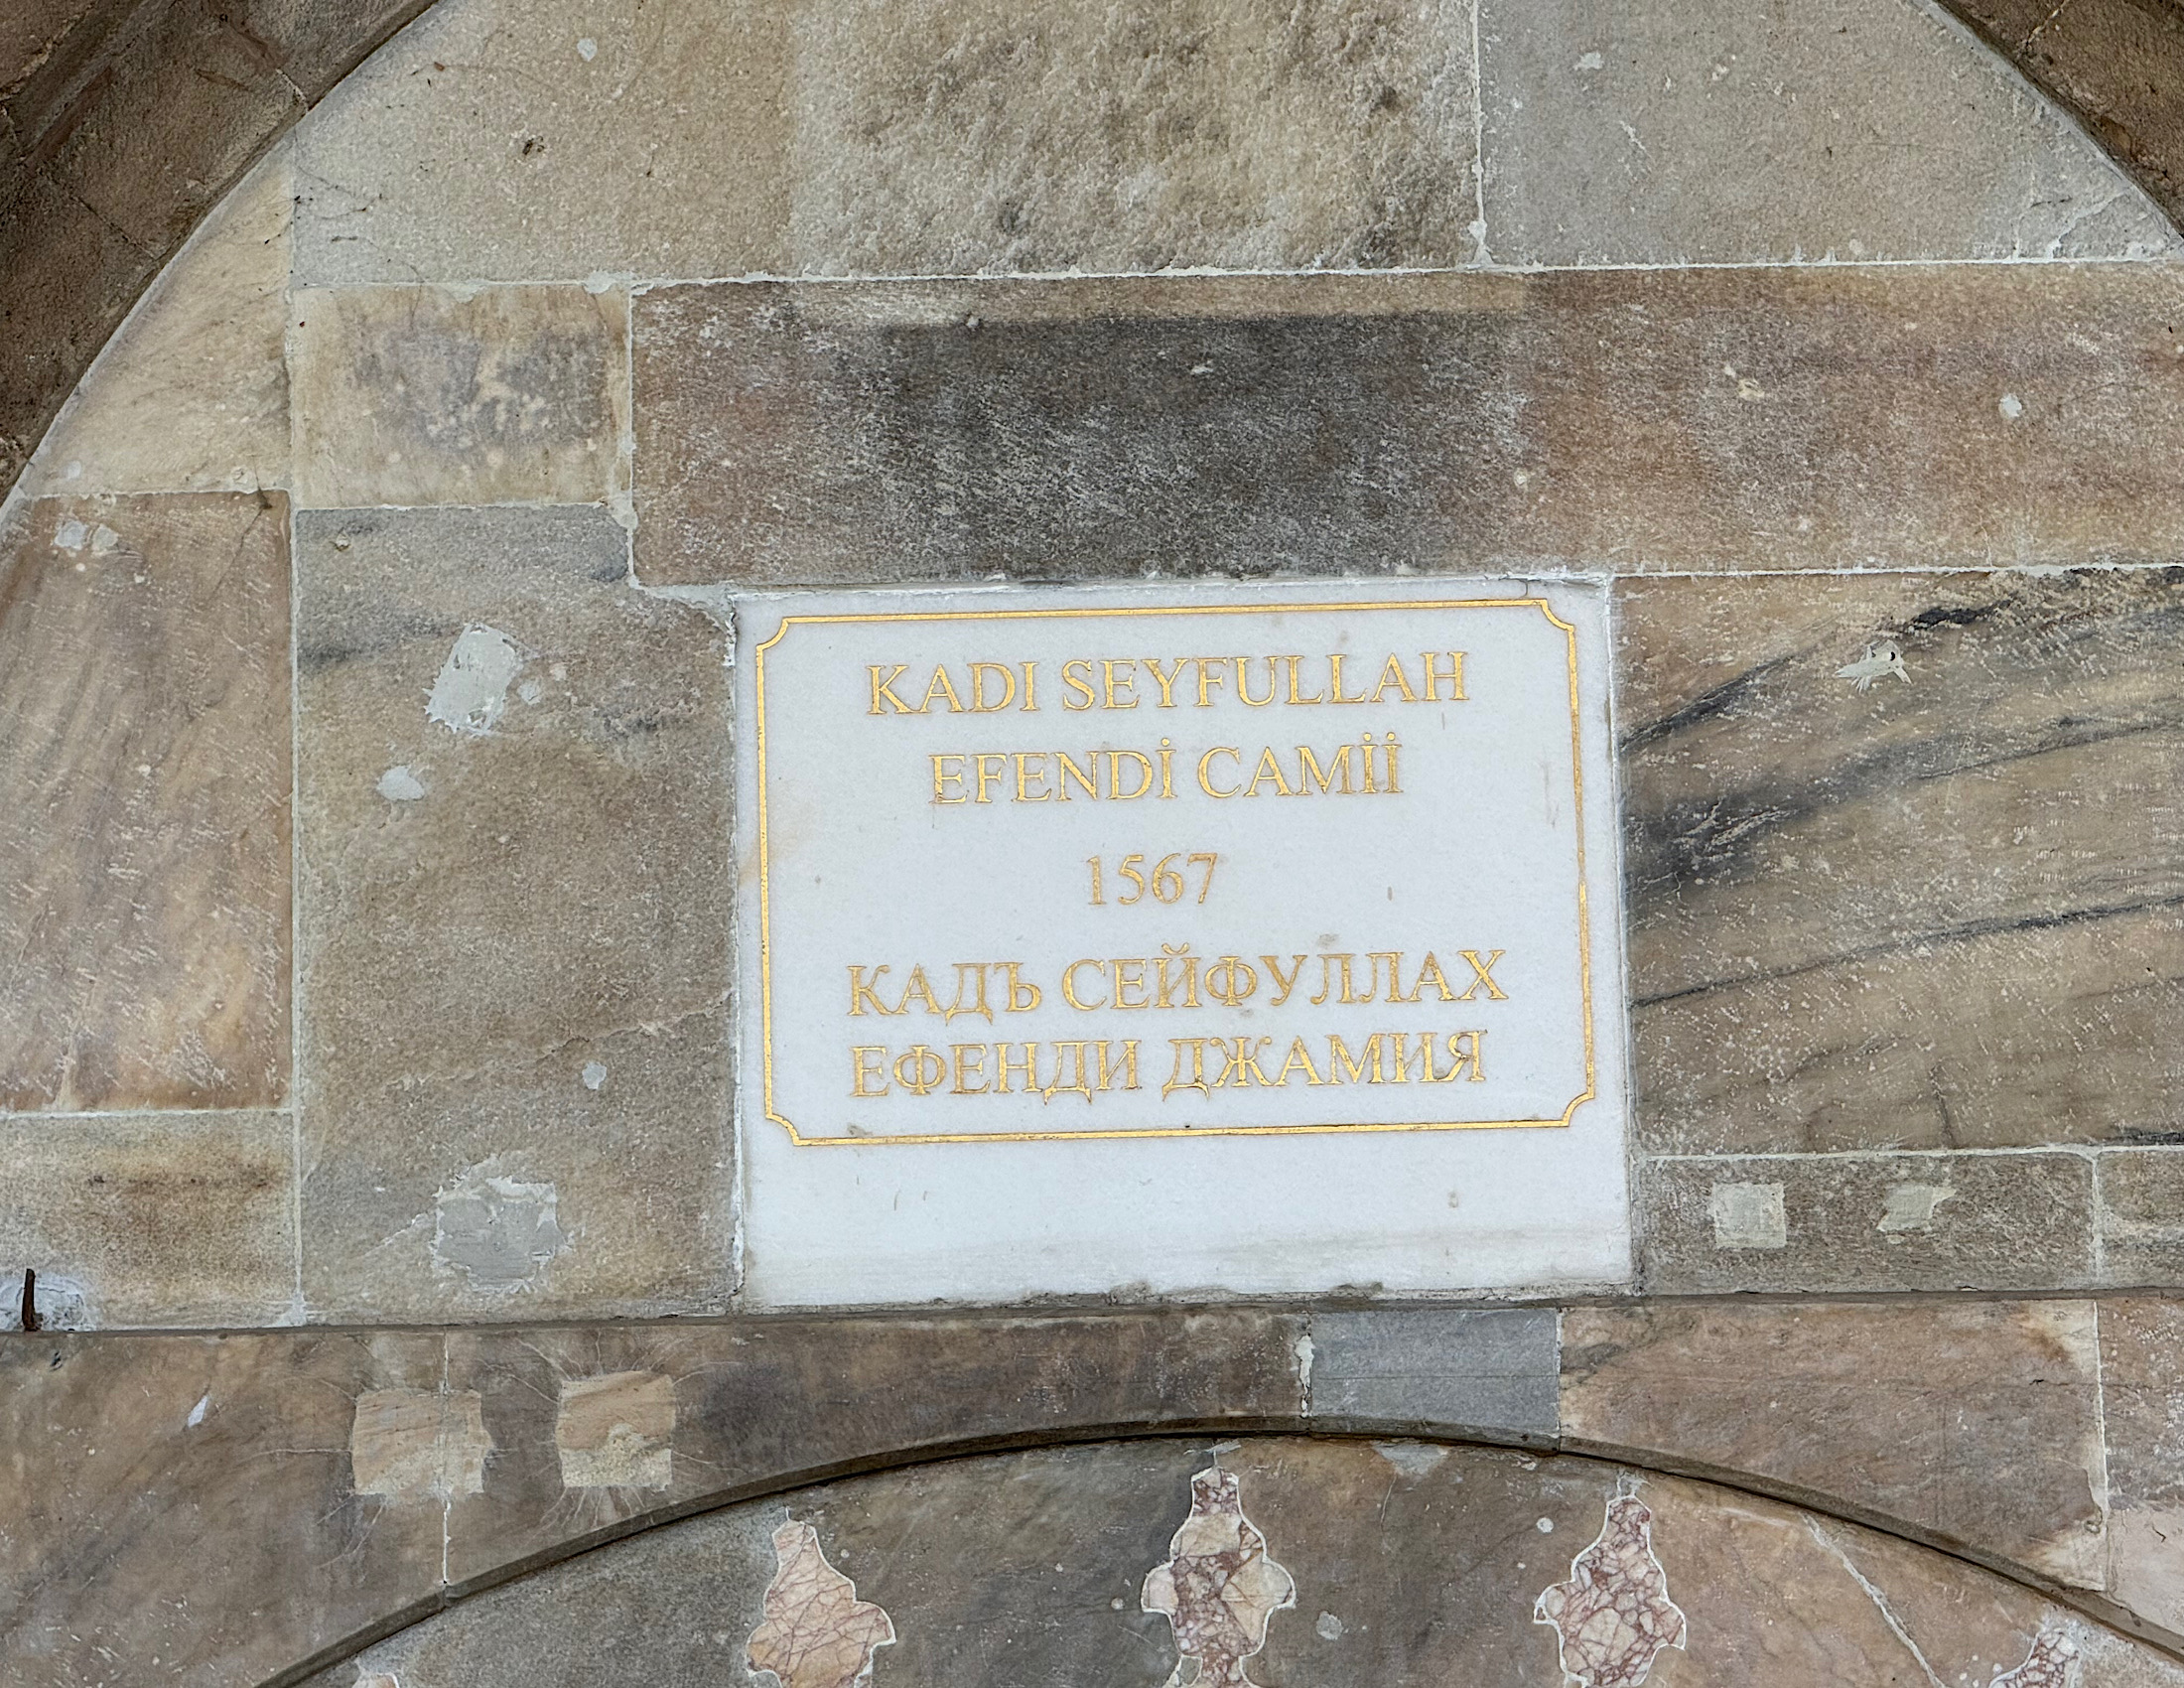 KADI SEYFULLAH
EFENDİ CAMİİ
1567
КАДЪ СЕЙФУЛЛАХ
ЕФЕНДИ ДЖАМИЯ